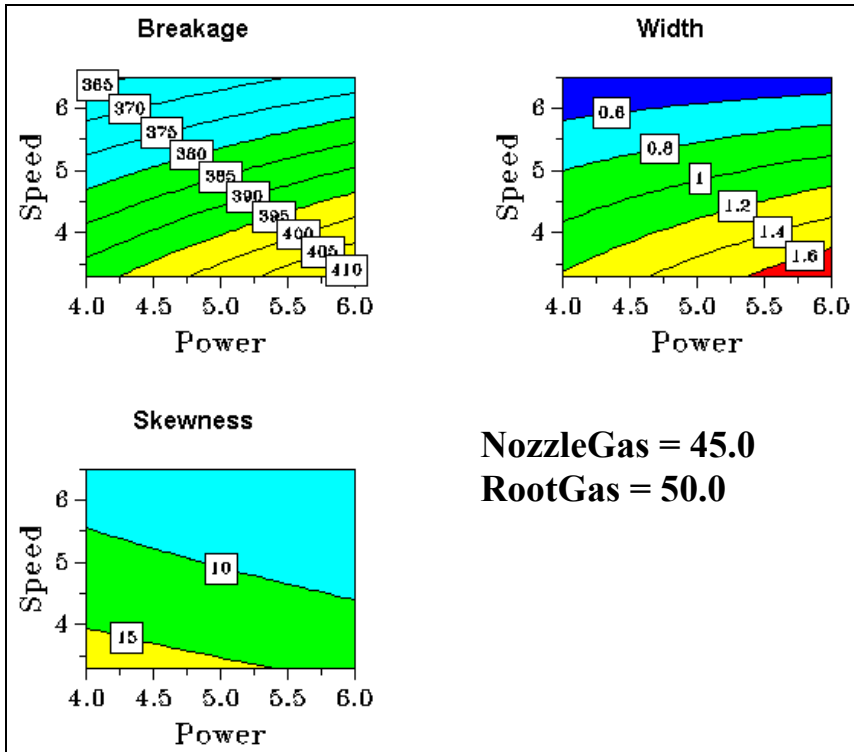 Breakage
365
370
375
380
385
390
395
400
405
410
6
5
4
Speed
4.0 4.5 5.0 5.5 6.0
Power
Width
0.6
0.8
1
1.2
1.4
1.6
6
5
4
Speed
4.0 4.5 5.0 5.5 6.0
Power
Skewness
10
15
6
5
4
Speed
4.0 4.5 5.0 5.5 6.0
Power
NozzleGas = 45.0
RootGas = 50.0